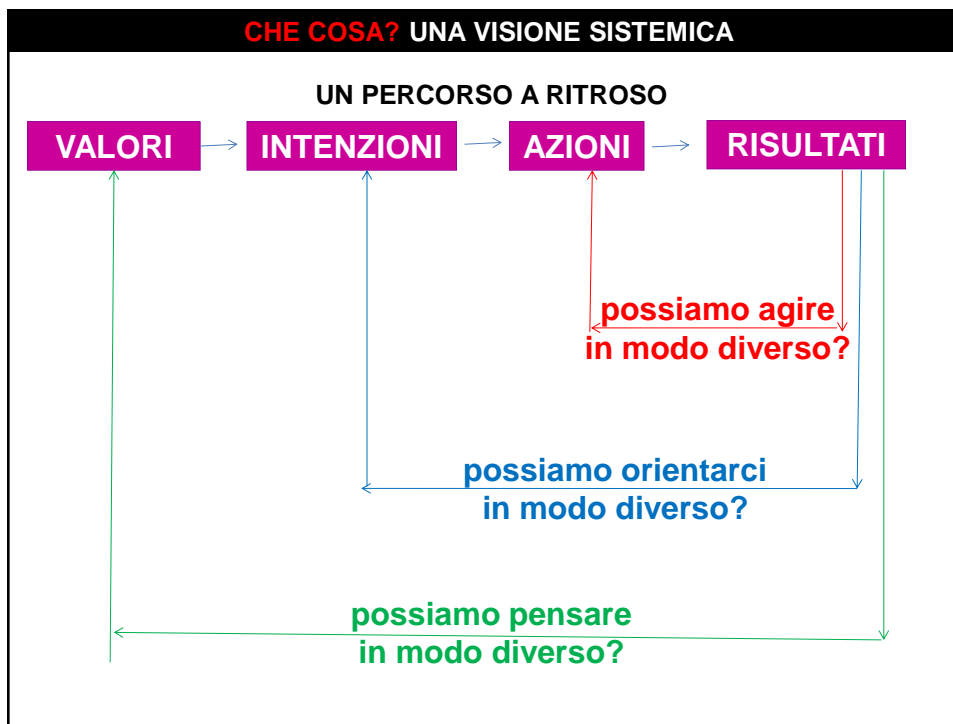 CHE COSA? UNA VISIONE SISTEMICA
UN PERCORSO A RITROSO
VALORI
INTENZIONI
AZIONI
RISULTATI
possiamo agire
in modo diverso?
possiamo orientarci
in modo diverso?
possiamo pensare
in modo diverso?